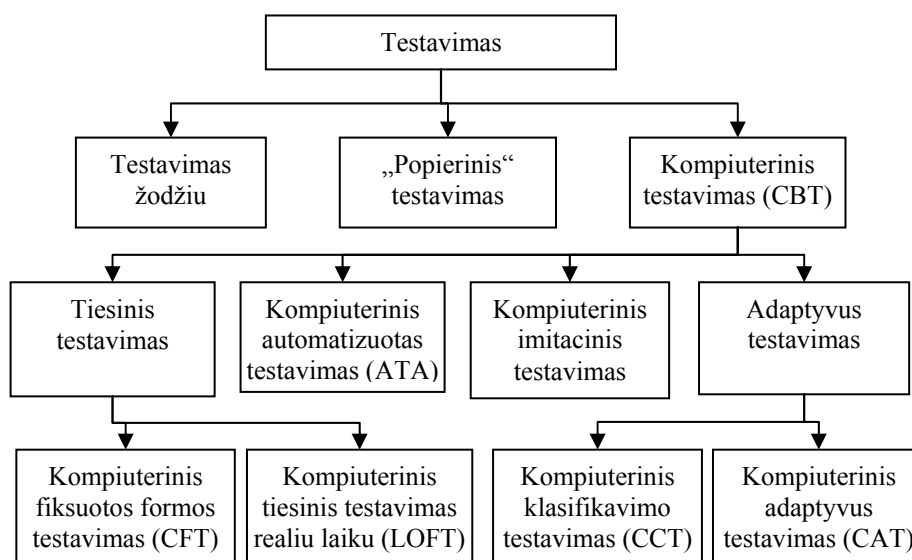 Testavimas
Testavimas
žodžiu
„Popierinis“
testavimas
Kompiuterinis
testavimas (CBT)
Tiesinis
testavimas
Kompiuterinis
automatizuotas
testavimas (ATA)
Kompiuterinis
imitacinis
testavimas
Adaptyvus
testavimas
Kompiuterinis
fiksuotos formos
testavimas (CFT)
Kompiuterinis
tiesinis testavimas
realiu laiku (LOFT)
Kompiuterinis
klasifikavimo
testavimas (CCT)
Kompiuterinis
adaptyvus
testavimas (CAT)